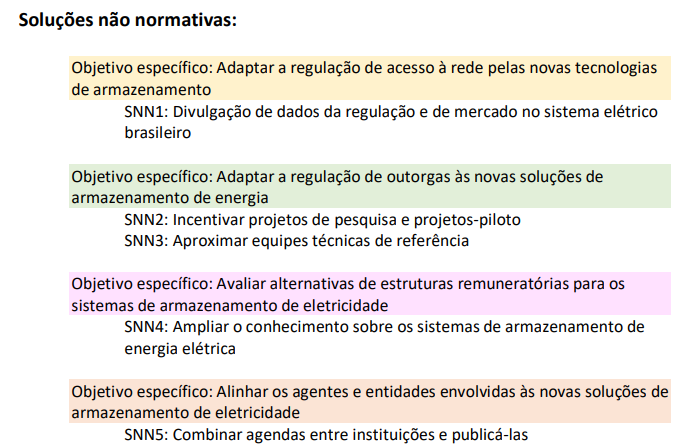 Soluções não normativas:
Objetivo específico: Adaptar a regulação de acesso à rede pelas novas tecnologias
de armazenamento
SNN1: Divulgação de dados da regulação e de mercado no sistema elétrico
brasileiro
Objetivo específico: Adaptar a regulação de outorgas às novas soluções de
armazenamento de energia
SNN2: Incentivar projetos de pesquisa e projetos-piloto
SNN3: Aproximar equipes técnicas de referência
Objetivo específico: Avaliar alternativas de estruturas remuneratórias para os
sistemas de armazenamento de eletricidade
SNN4: Ampliar o conhecimento sobre os sistemas de armazenamento de
energia elétrica
Objetivo específico: Alinhar os agentes e entidades envolvidas às novas soluções de
armazenamento de eletricidade
SNN5: Combinar agendas entre instituições e publicá-las